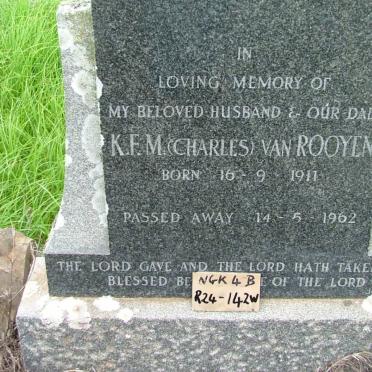 IN
LOVING MEMORY OF
MY BELOVED HUSBAND & OUR DAD
K.F.M. (CHARLES) VAN ROOYEN
BORN 16-9 1911
PASSED AWAY 14-5-1962
THE LORD GAVE AND THE LORD HATH TAKEN
BLESSED BE OF THE LORD
NGK 4 B
R24-142W